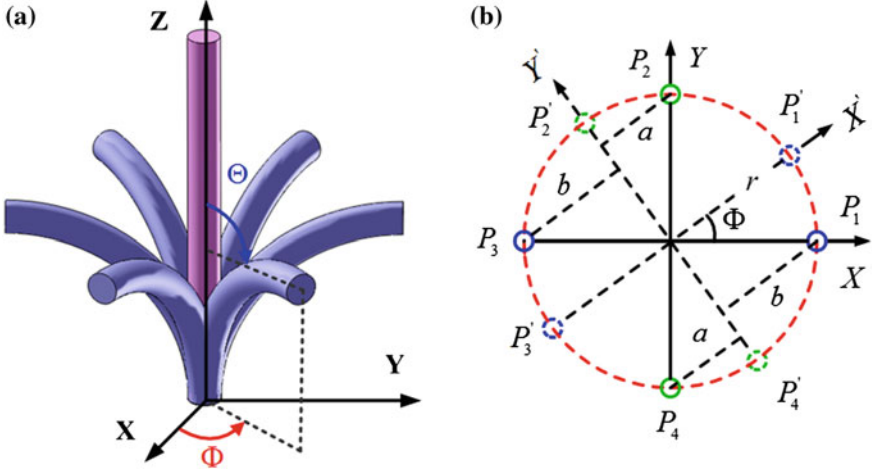 (a)
Z
Θ
Y
X
Φ
(b)
P₂
Y
Y`
P₂'
a
P₁'
X`
b
r
Φ
P₃
P₁
X
P₃'
a
b
P₄
P₄'